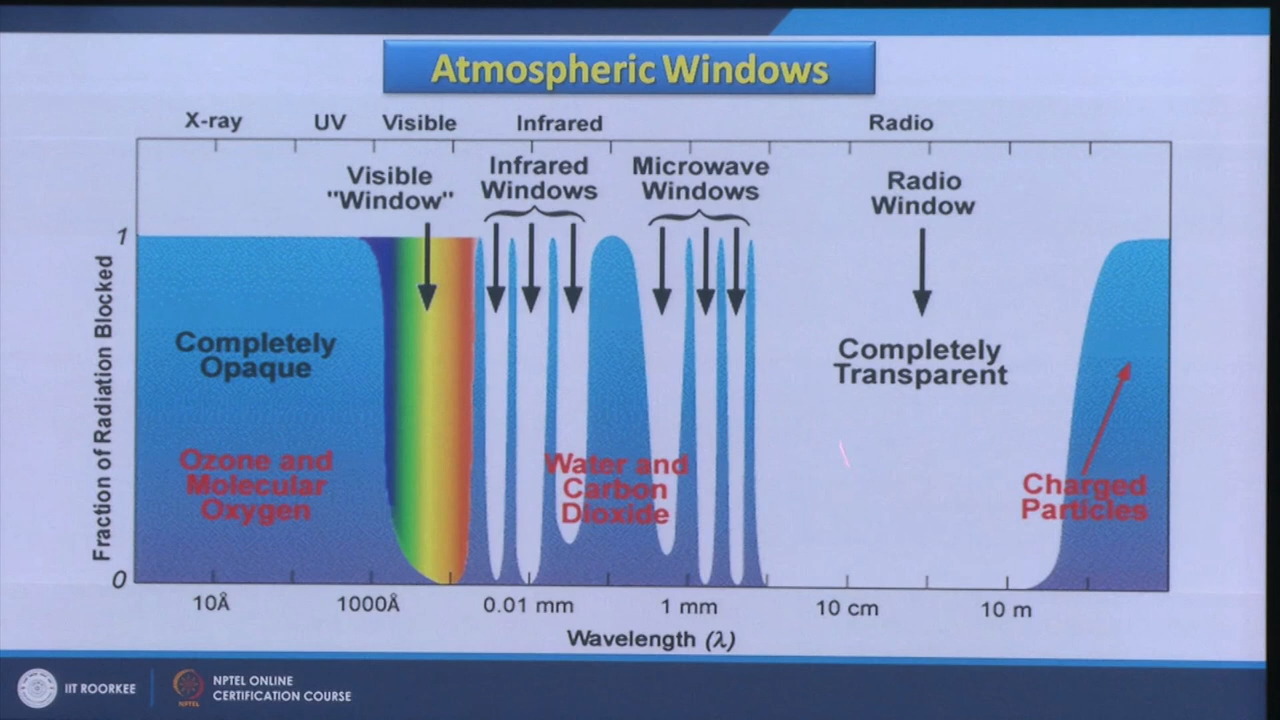 Atmospheric Windows
X-ray UV Visible Infrared Radio
Visible
"Window"
Infrared
Windows
Microwave
Windows
Radio
Window
1
Fraction of Radiation Blocked
Completely
Opaque
Completely
Transparent
Ozone and
Molecular
Oxygen
Water and
Carbon
Dioxide
Charged
Particles
0
10Å 1000Å 0.01 mm 1 mm 10 cm 10 m
Wavelength (λ)
IIT ROORKEE
NPTEL
NPTEL ONLINE
CERTIFICATION COURSE